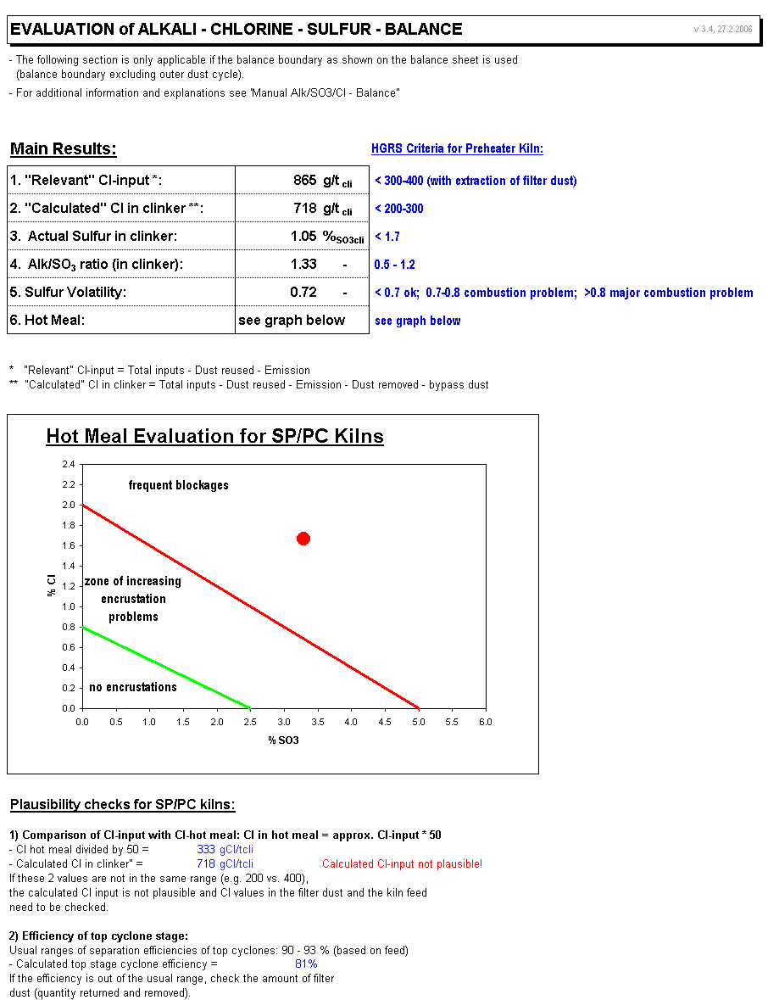 EVALUATION of ALKALI - CHLORINE - SULFUR - BALANCE v 3.4, 27.2.2006
- The following section is only applicable if the balance boundary as shown on the balance sheet is used
(balance boundary excluding outer dust cycle).
- For additional information and explanations see 'Manual Alk/SO3/Cl - Balance"
Main Results: HGRS Criteria for Preheater Kiln:
1. "Relevant" Cl-input *: 865 g/t cli < 300-400 (with extraction of filter dust)
2. "Calculated" Cl in clinker **: 718 g/t cli < 200-300
3. Actual Sulfur in clinker: 1.05 %SO3cli < 1.7
4. Alk/SO3 ratio (in clinker): 1.33 - 0.5 - 1.2
5. Sulfur Volatility: 0.72 - < 0.7 ok; 0.7-0.8 combustion problem; >0.8 major combustion problem
6. Hot Meal: see graph below see graph below
* "Relevant" Cl-input = Total inputs - Dust reused - Emission
** "Calculated" Cl in clinker = Total inputs - Dust reused - Emission - Dust removed - bypass dust
Hot Meal Evaluation for SP/PC Kilns
2.4
2.2
2.0
1.8
1.6
1.4
1.2
1.0
0.8
0.6
0.4
0.2
0.0
% Cl
frequent blockages
zone of increasing
encrustation
problems
no encrustations
0.0 0.5 1.0 1.5 2.0 2.5 3.0 3.5 4.0 4.5 5.0 5.5 6.0
% SO3
Plausibility checks for SP/PC kilns:
1) Comparison of Cl-input with Cl-hot meal: Cl in hot meal = approx. Cl-input * 50
- Cl hot meal divided by 50 = 333 gCl/tcli
- Calculated Cl in clinker" = 718 gCl/tcli Calculated Cl-input not plausible!
If these 2 values are not in the same range (e.g. 200 vs. 400),
the calculated Cl input is not plausible and Cl values in the filter dust and the kiln feed
need to be checked.
2) Efficiency of top cyclone stage:
Usual ranges of separation efficiencies of top cyclones: 90 - 93 % (based on feed)
- Calculated top stage cyclone efficiency = 81%
If the efficiency is out of the usual range, check the amount of filter
dust (quantity returned and removed).